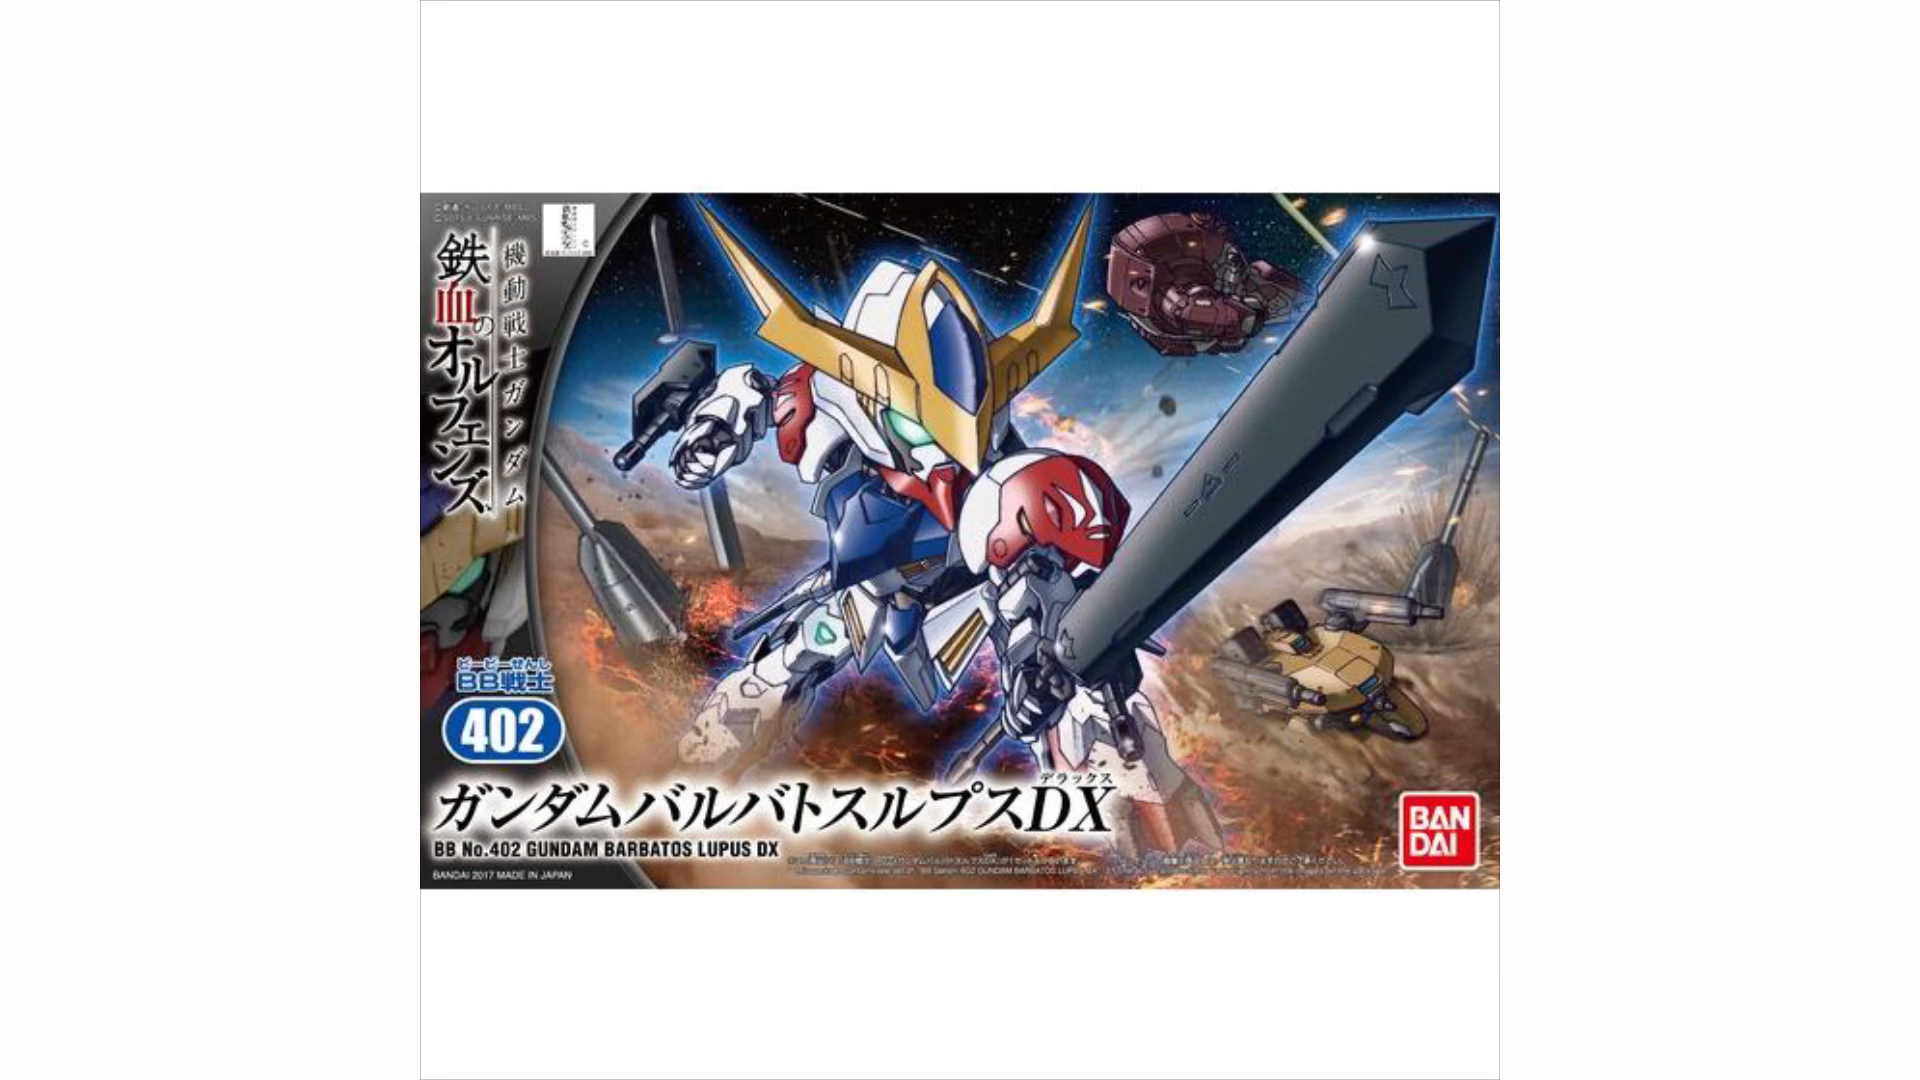 機動戦士ガンダム
鉄血のオルフェンズ
ビービーせんし
BB戦士
402
デラックス
ガンダムバルバトスルプスDX
BB No.402 GUNDAM BARBATOS LUPUS DX
BANDAI 2017 MADE IN JAPAN
BAN
DAI